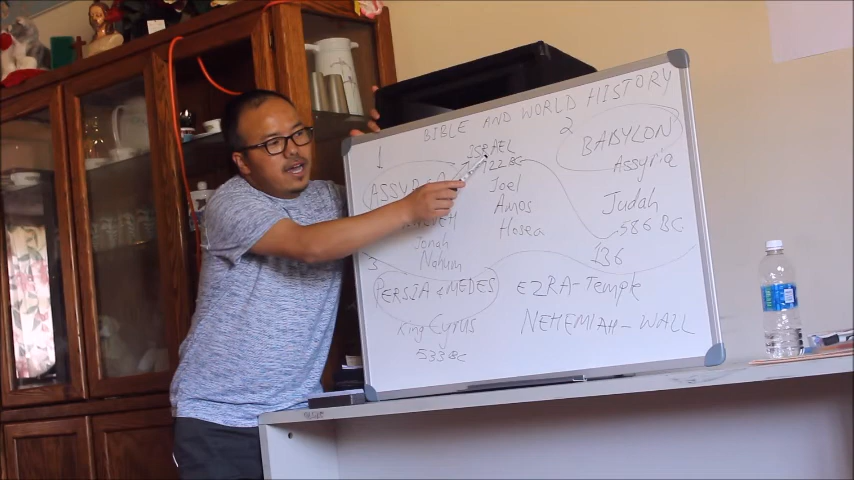 BIBLE AND WORLD HISTORY
1
ISRAEL
722 BC
Joel
Amos
Hosea
Jonah
Nahum
2
BABYLON
Assyria
Judah
586 BC
136
3
PERSIA & MEDES
King Cyrus
533 BC
EZRA - Temple
NEHEMIAH - WALL